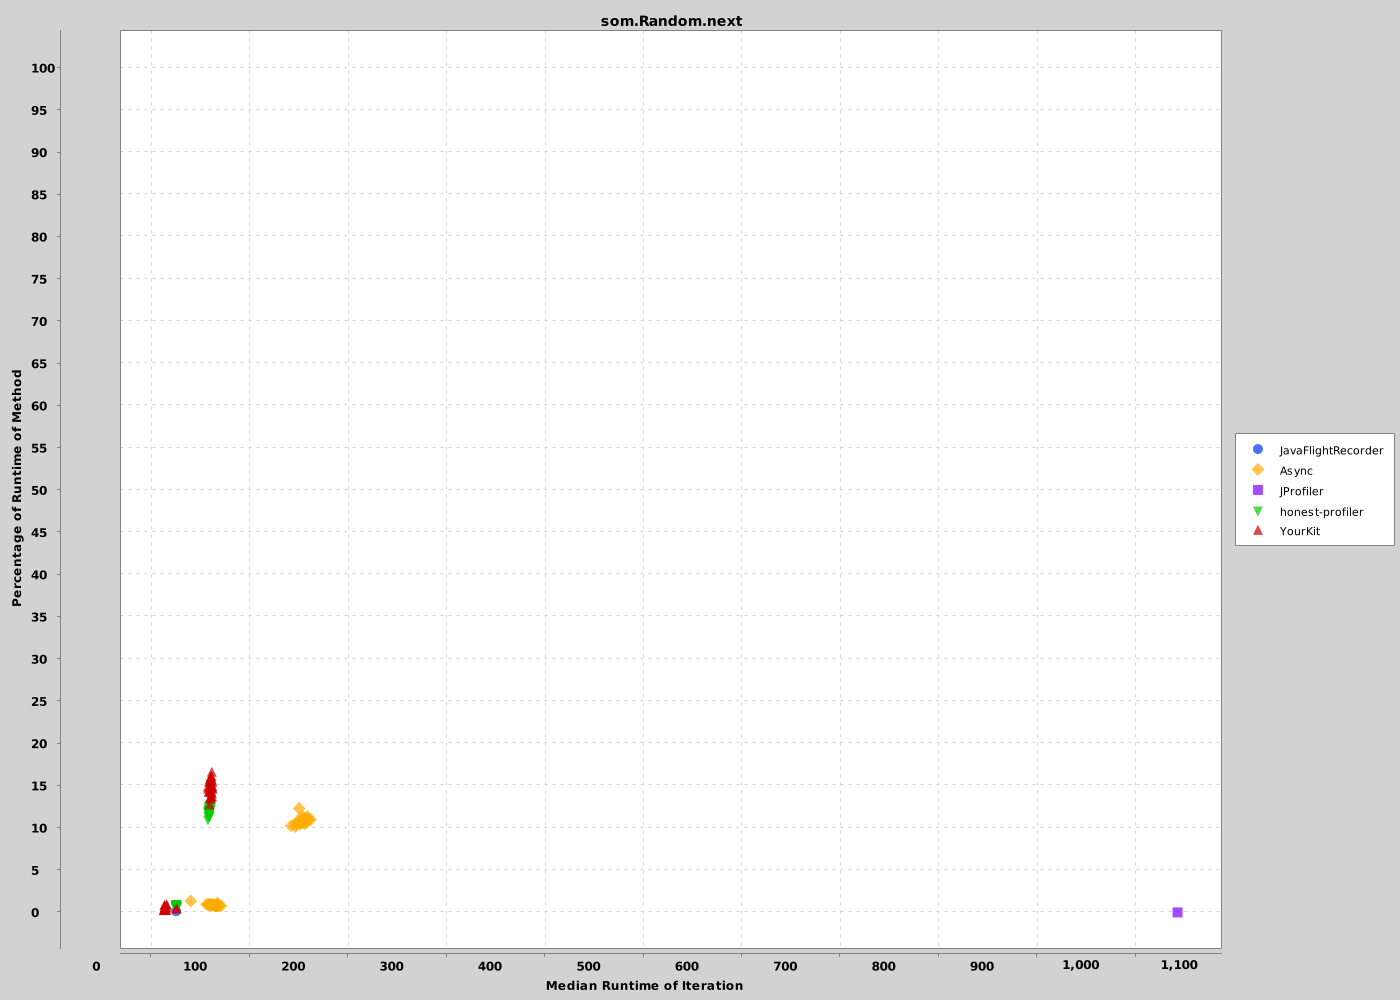 som.Random.next
100
95
90
85
80
75
70
65
60
55
50
45
40
35
30
25
20
15
10
5
0
Percentage of Runtime of Method
0 100 200 300 400 500 600 700 800 900 1,000 1,100
Median Runtime of Iteration
JavaFlightRecorder
Async
JProfiler
honest-profiler
YourKit